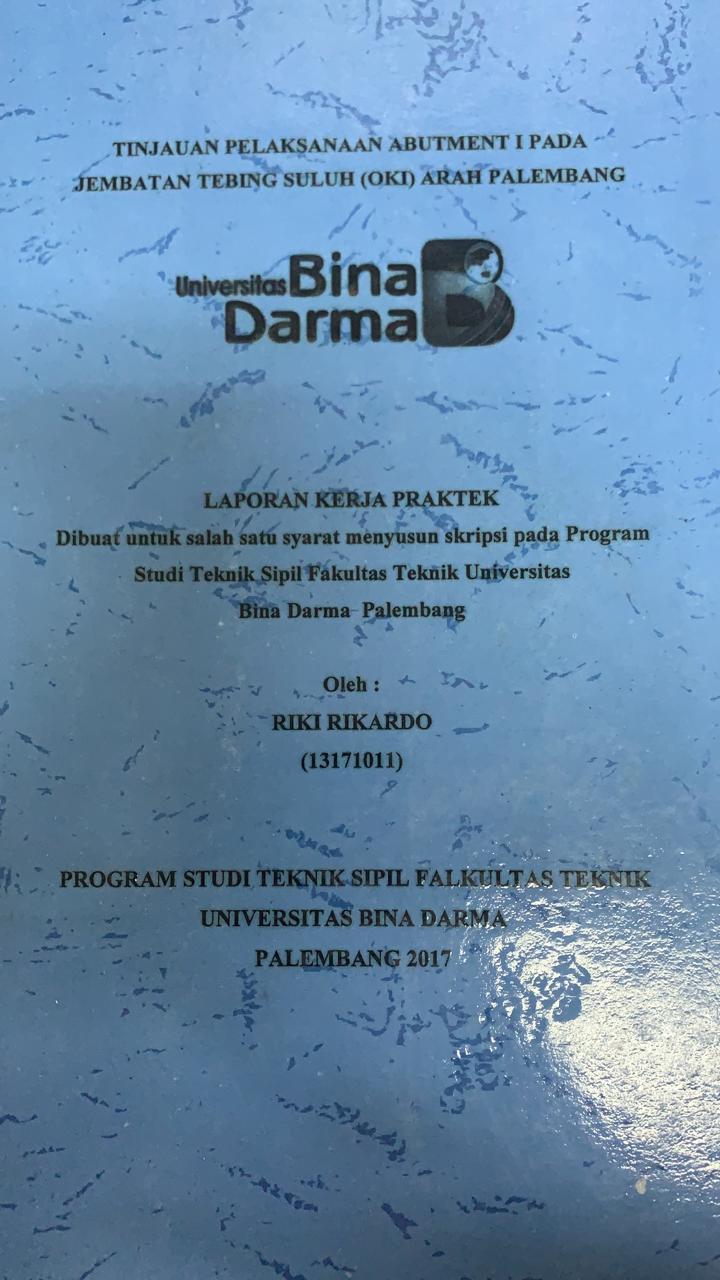 TINJAUAN PELAKSANAAN ABUTMENT I PADA
JEMBATAN TEBING SULUH (OKI) ARAH PALEMBANG
Universitas Bina
Darma
LAPORAN KERJA PRAKTEK
Dibuat untuk salah satu syarat menyusun skripsi pada Program
Studi Teknik Sipil Fakultas Teknik Universitas
Bina Darma Palembang
Oleh :
RIKI RIKARDO
(13171011)
PROGRAM STUDI TEKNIK SIPIL FALKULTAS TEKNIK
UNIVERSITAS BINA DARMA
PALEMBANG 2017